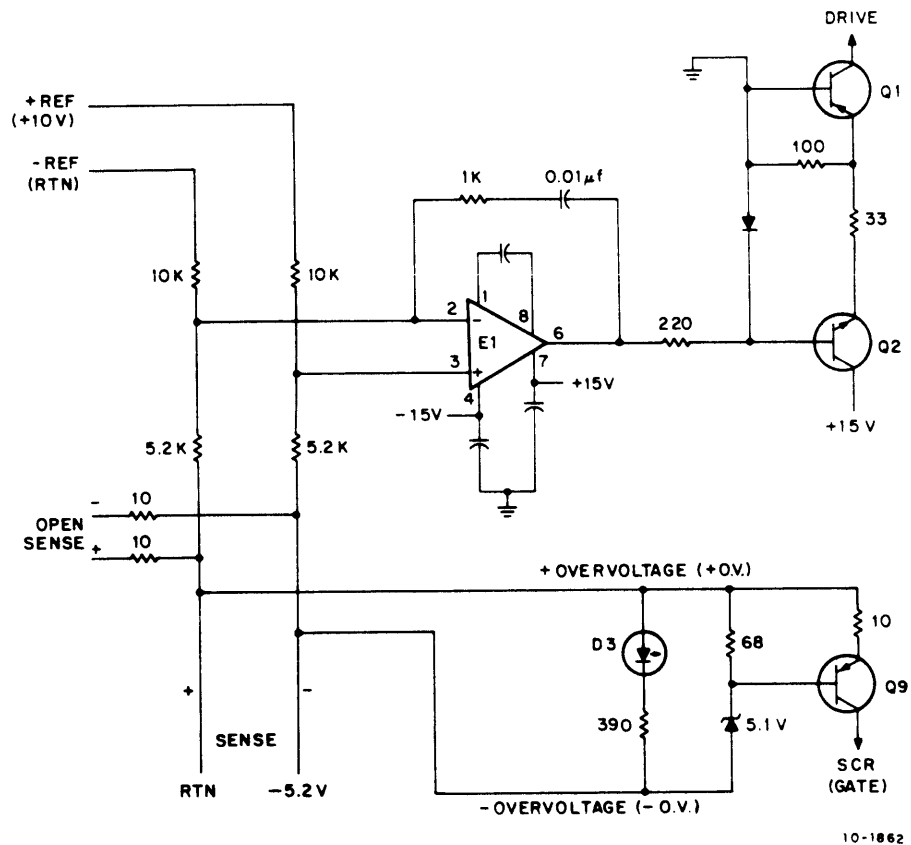 DRIVE
Q1
+REF
(+10V)
-REF
(RTN)
100
1K
0.01µf
33
10K
10K
1
2
-
8
E1
6
220
3
+
7
4
Q2
+15V
-15V
+15V
5.2K
5.2K
-
10
OPEN
SENSE
+
10
+OVERVOLTAGE (+O.V.)
10
D3
68
Q9
+
-
390
5.1V
SENSE
SCR
(GATE)
RTN
-5.2V
-OVERVOLTAGE (-O.V.)
10-1862